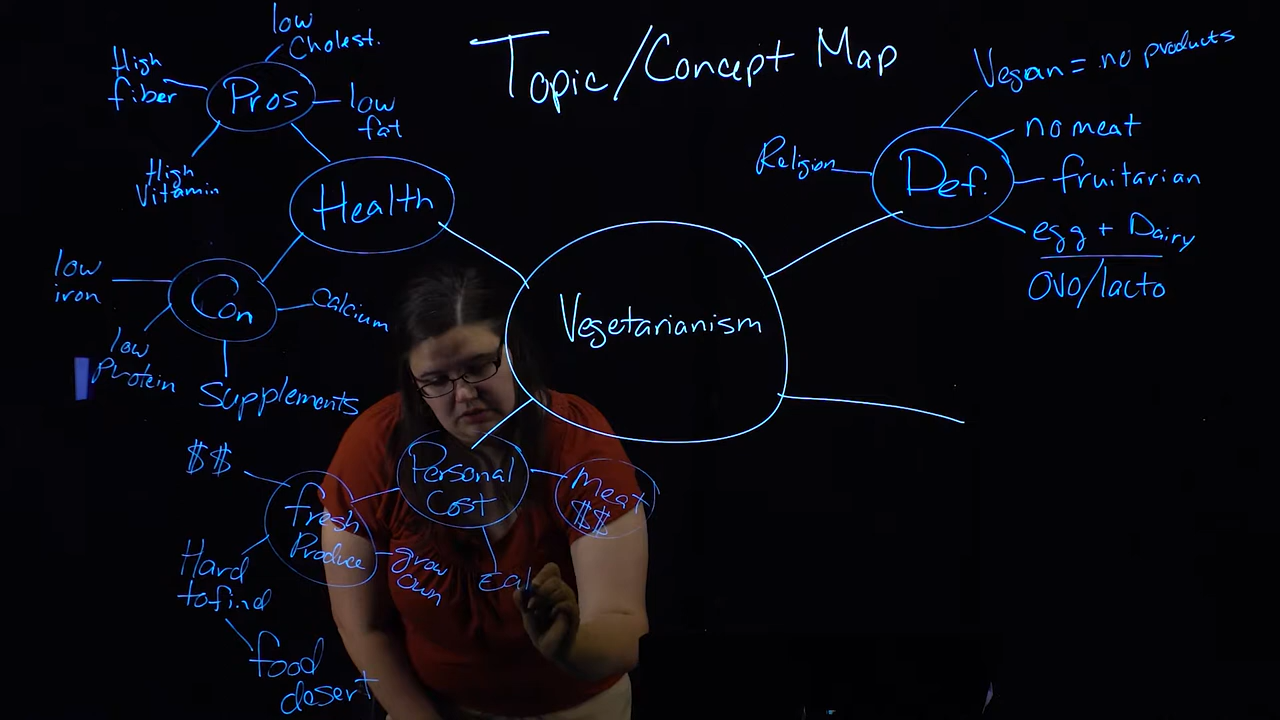 Topic/Concept Map
low
Cholest.
High
fiber
Pros
low
fat
High
Vitamin
Health
low
iron
Con
Calcium
low
Protein
Supplements
Vegetarianism
Vegan = no products
no meat
Religion
Def.
fruitarian
egg + Dairy
OVO/lacto
$$
Personal
Cost
Meat
$$
fresh
Produce
grow
own
Hard
to find
food
desert